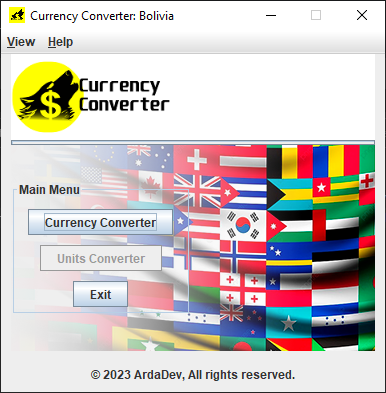 Currency Converter: Bolivia
View Help
Currency
Converter
$
Main Menu
Currency Converter
Units Converter
Exit
© 2023 ArdaDev, All rights reserved.